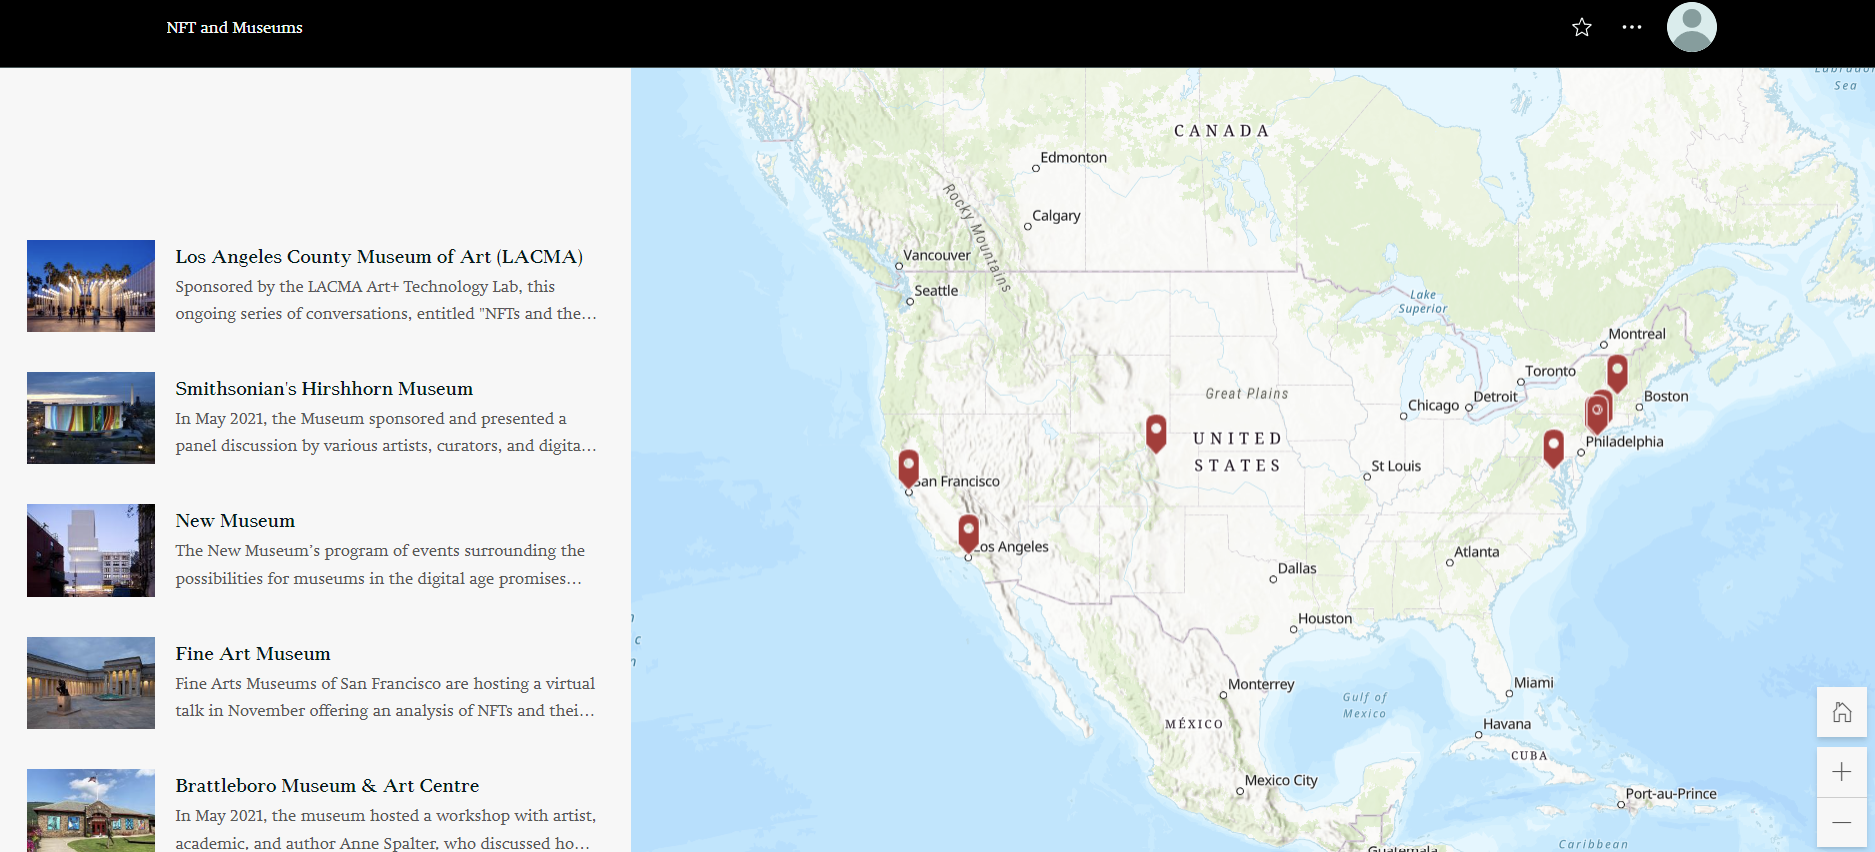 NFT and Museums
Los Angeles County Museum of Art (LACMA)
Sponsored by the LACMA Art+ Technology Lab, this
ongoing series of conversations, entitled "NFTs and the…
Smithsonian's Hirshhorn Museum
In May 2021, the Museum sponsored and presented a
panel discussion by various artists, curators, and digita…
New Museum
The New Museum’s program of events surrounding the
possibilities for museums in the digital age promises…
Fine Art Museum
Fine Arts Museums of San Francisco are hosting a virtual
talk in November offering an analysis of NFTs and thei…
Brattleboro Museum & Art Centre
In May 2021, the museum hosted a workshop with artist,
academic, and author Anne Spalter, who discussed ho…
Labrador
Sea
CANADA
Edmonton
Rocky Mountains
Calgary
Vancouver
Seattle
Lake
Superior
Montreal
Toronto
Great Plains
Chicago
Detroit
Boston
UNITED
STATES
Philadelphia
St Louis
San Francisco
Los Angeles
Atlanta
Dallas
Houston
Monterrey
Gulf of
Mexico
Miami
MÉXICO
Havana
CUBA
Mexico City
Port-au-Prince
Caribbean
Guatemala